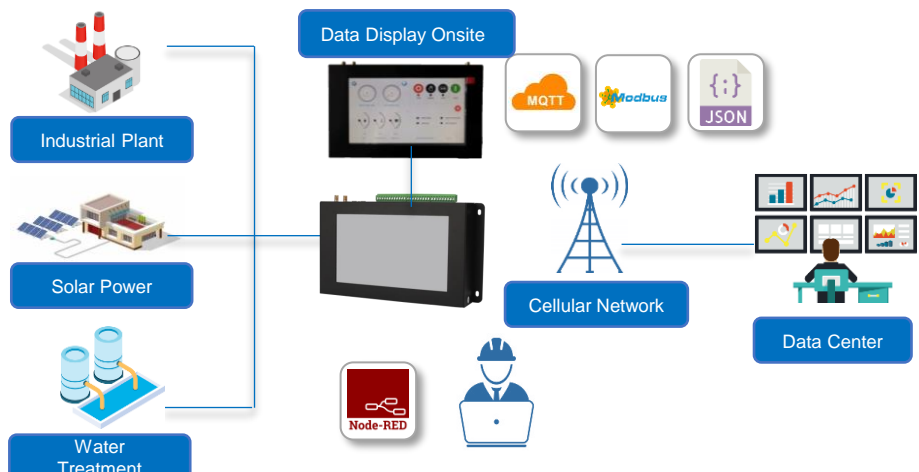 Data Display Onsite
MQTT
Modbus
{;}
JSON
Industrial Plant
Solar Power
Cellular Network
Data Center
Node-RED
Water
Treatment